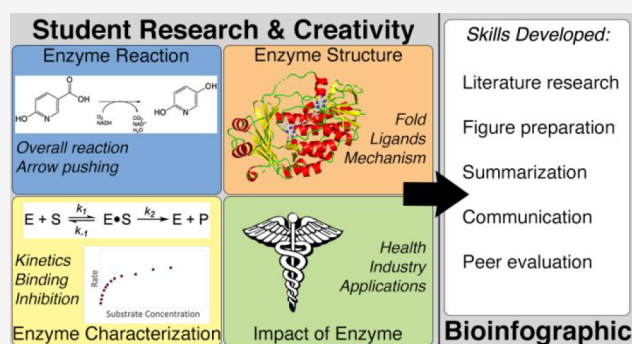 Student Research & Creativity
Enzyme Reaction
O
OH
HO
N
O₂
NADH
CO₂
NAD⁺
H₂O
OH
HO
N
Overall reaction
Arrow pushing
Enzyme Structure
Fold
Ligands
Mechanism
E + S
k₁
k₋₁
E•S
k₂
E + P
Kinetics
Binding
Inhibition
Rate
Substrate Concentration
Enzyme Characterization
Health
Industry
Applications
Impact of Enzyme
Skills Developed:
Literature research
Figure preparation
Summarization
Communication
Peer evaluation
Bioinfographic